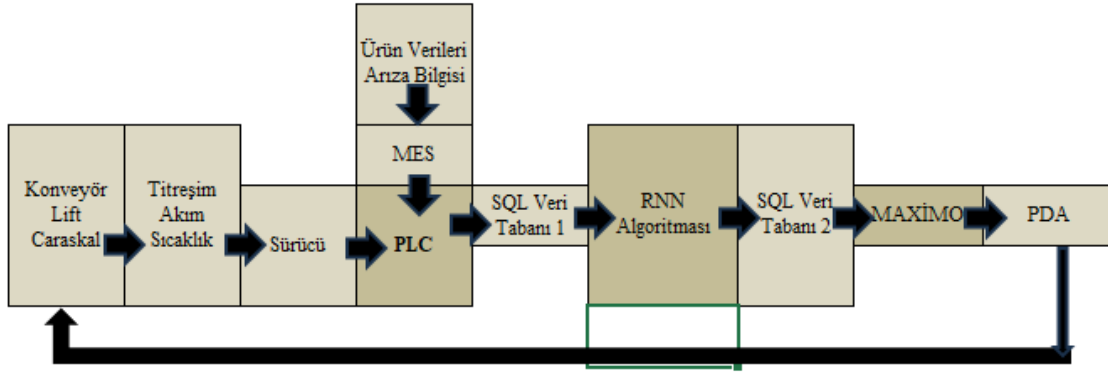 Ürün Verileri
Arıza Bilgisi
MES
Konveyör
Lift
Caraskal
Titreşim
Akım
Sıcaklık
Sürücü
PLC
SQL Veri
Tabanı 1
RNN
Algoritması
SQL Veri
Tabanı 2
MAXİMO
PDA